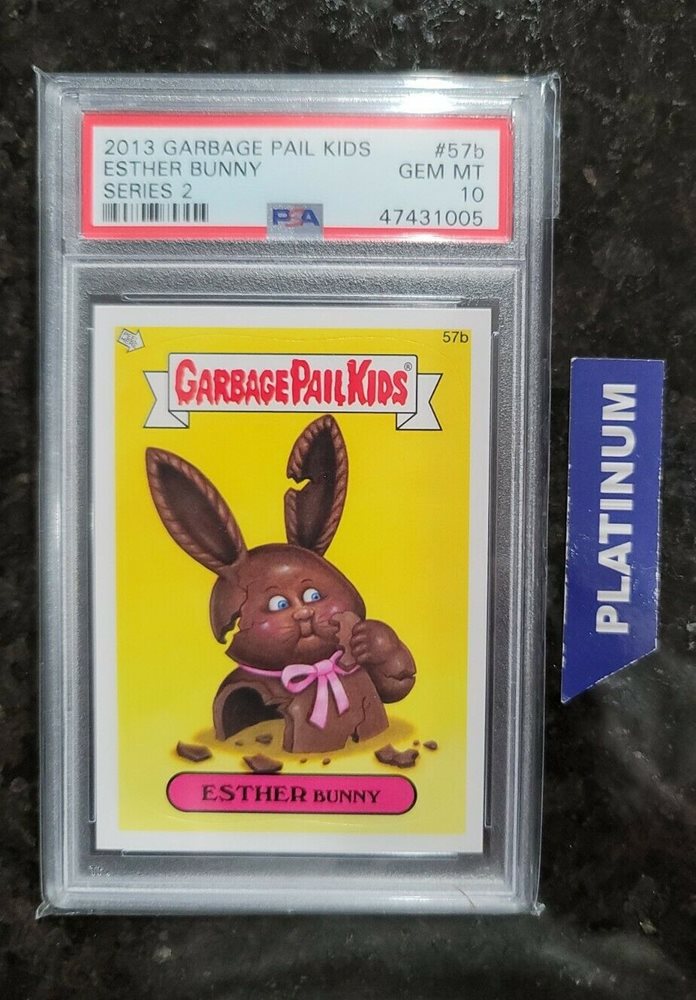 2013 GARBAGE PAIL KIDS #57b
ESTHER BUNNY GEM MT
SERIES 2 10
PSA 47431005
57b
GARBAGE PAIL KIDS®
ESTHER BUNNY
PLATINUM